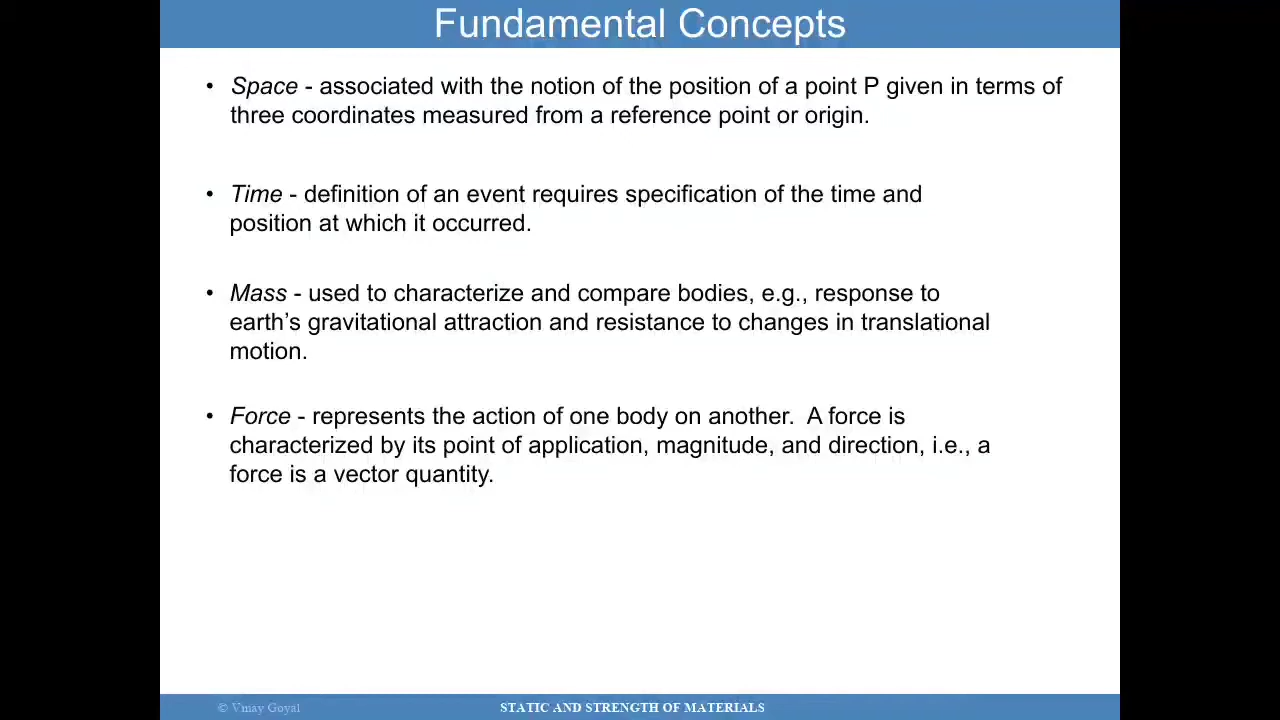 Fundamental Concepts
• Space - associated with the notion of the position of a point P given in terms of
three coordinates measured from a reference point or origin.
• Time - definition of an event requires specification of the time and
position at which it occurred.
• Mass - used to characterize and compare bodies, e.g., response to
earth’s gravitational attraction and resistance to changes in translational
motion.
• Force - represents the action of one body on another.  A force is
characterized by its point of application, magnitude, and direction, i.e., a
force is a vector quantity.
© Vinay Goyal STATIC AND STRENGTH OF MATERIALS